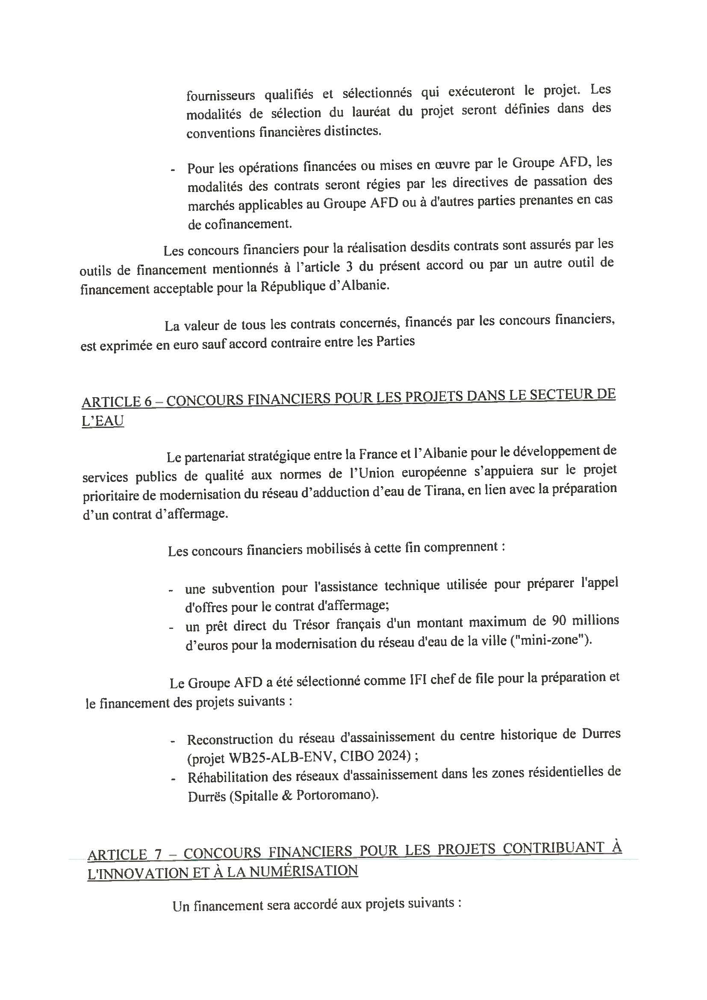 fournisseurs qualifiés et sélectionnés qui exécuteront le projet. Les
modalités de sélection du lauréat du projet seront définies dans des
conventions financières distinctes.
- Pour les opérations financées ou mises en œuvre par le Groupe AFD, les
modalités des contrats seront régies par les directives de passation des
marchés applicables au Groupe AFD ou à d'autres parties prenantes en cas
de cofinancement.
Les concours financiers pour la réalisation desdits contrats sont assurés par les
outils de financement mentionnés à l’article 3 du présent accord ou par un autre outil de
financement acceptable pour la République d’Albanie.
La valeur de tous les contrats concernés, financés par les concours financiers,
est exprimée en euro sauf accord contraire entre les Parties
ARTICLE 6 – CONCOURS FINANCIERS POUR LES PROJETS DANS LE SECTEUR DE
L’EAU
Le partenariat stratégique entre la France et l’Albanie pour le développement de
services publics de qualité aux normes de l’Union européenne s’appuiera sur le projet
prioritaire de modernisation du réseau d’adduction d’eau de Tirana, en lien avec la préparation
d’un contrat d’affermage.
Les concours financiers mobilisés à cette fin comprennent :
- une subvention pour l'assistance technique utilisée pour préparer l'appel
d'offres pour le contrat d'affermage;
- un prêt direct du Trésor français d'un montant maximum de 90 millions
d’euros pour la modernisation du réseau d'eau de la ville ("mini-zone").
Le Groupe AFD a été sélectionné comme IFI chef de file pour la préparation et
le financement des projets suivants :
- Reconstruction du réseau d'assainissement du centre historique de Durres
(projet WB25-ALB-ENV, CIBO 2024) ;
- Réhabilitation des réseaux d'assainissement dans les zones résidentielles de
Durrës (Spitalle & Portoromano).
ARTICLE 7 – CONCOURS FINANCIERS POUR LES PROJETS CONTRIBUANT À
L'INNOVATION ET À LA NUMÉRISATION
Un financement sera accordé aux projets suivants :